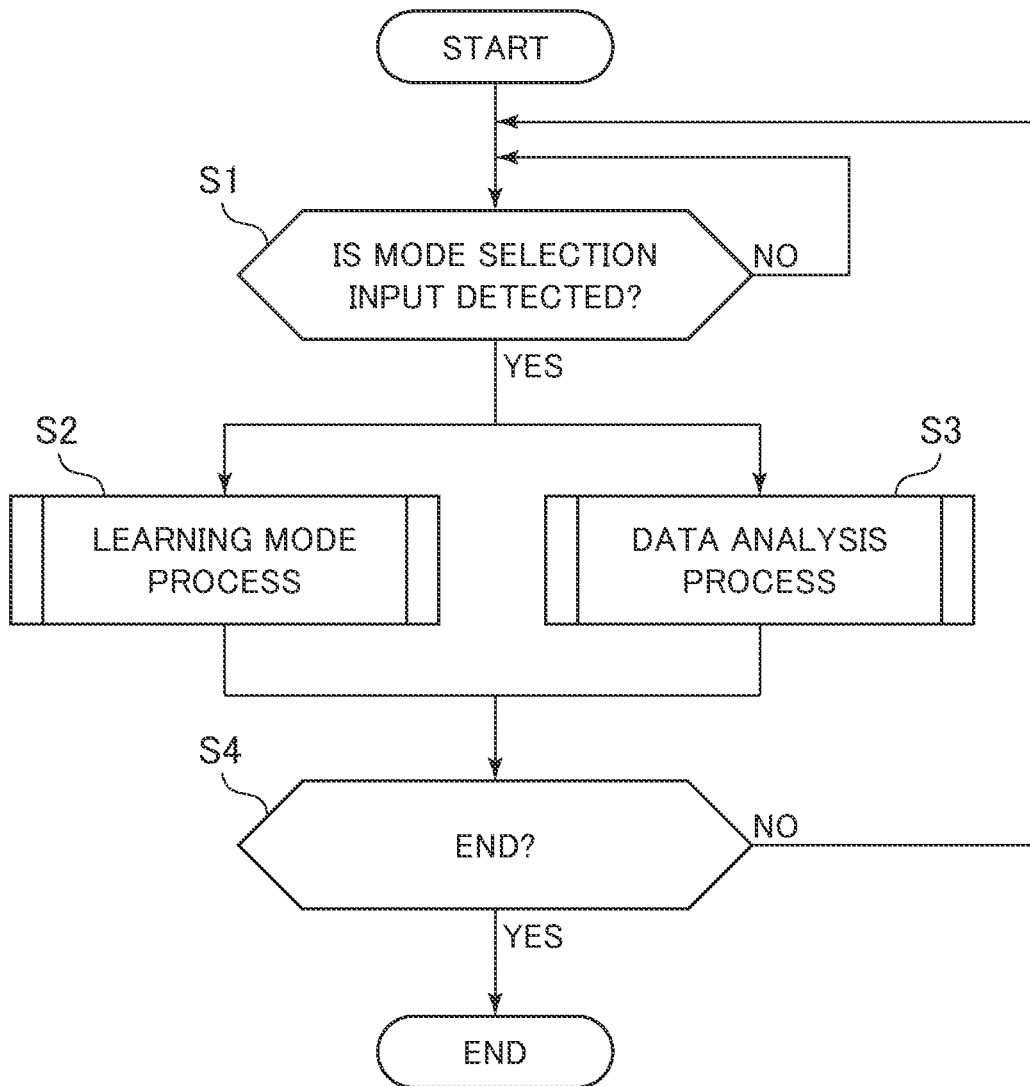 START
S1
IS MODE SELECTION
INPUT DETECTED?
NO
YES
S2
LEARNING MODE
PROCESS
S3
DATA ANALYSIS
PROCESS
S4
END?
NO
YES
END